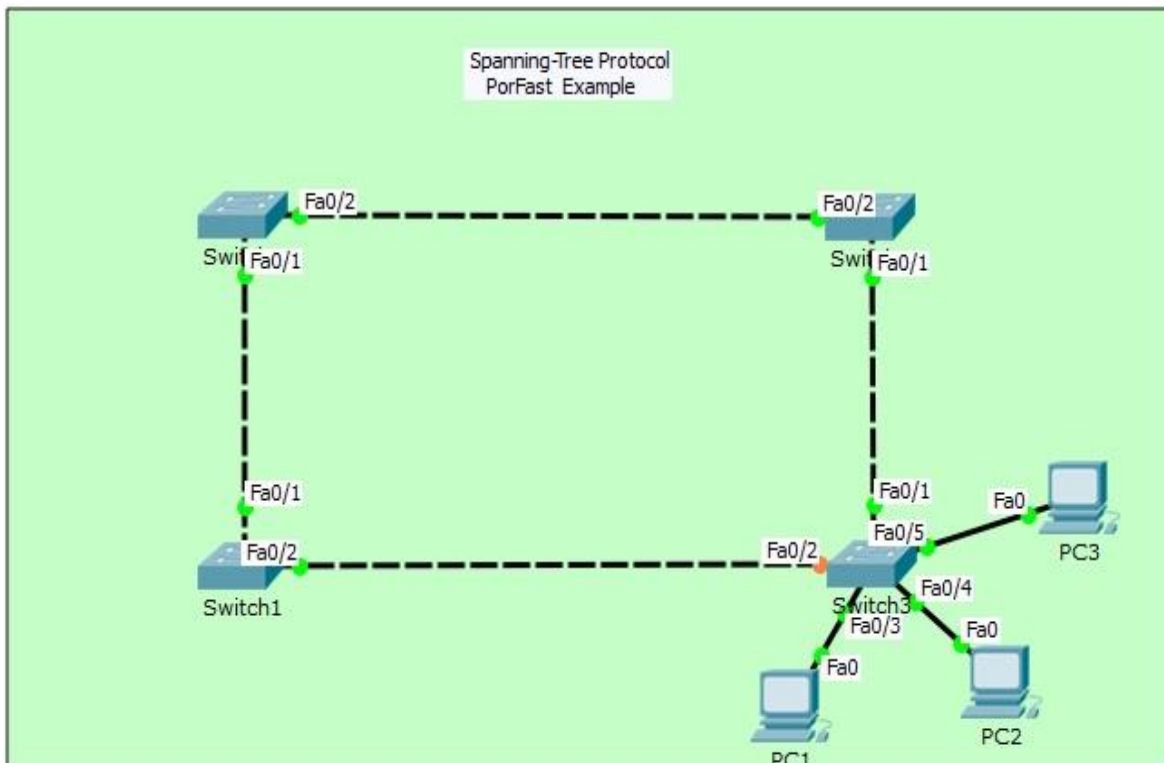 Spanning-Tree Protocol
PorFast Example
Fa0/2
Fa0/2
Fa0/1
Fa0/1
Fa0/1
Fa0/1
Fa0
Fa0/2
Fa0/2
Fa0/5
PC3
Switch1
Switch3
Fa0/4
Fa0/3
Fa0
Fa0
PC2
PC1